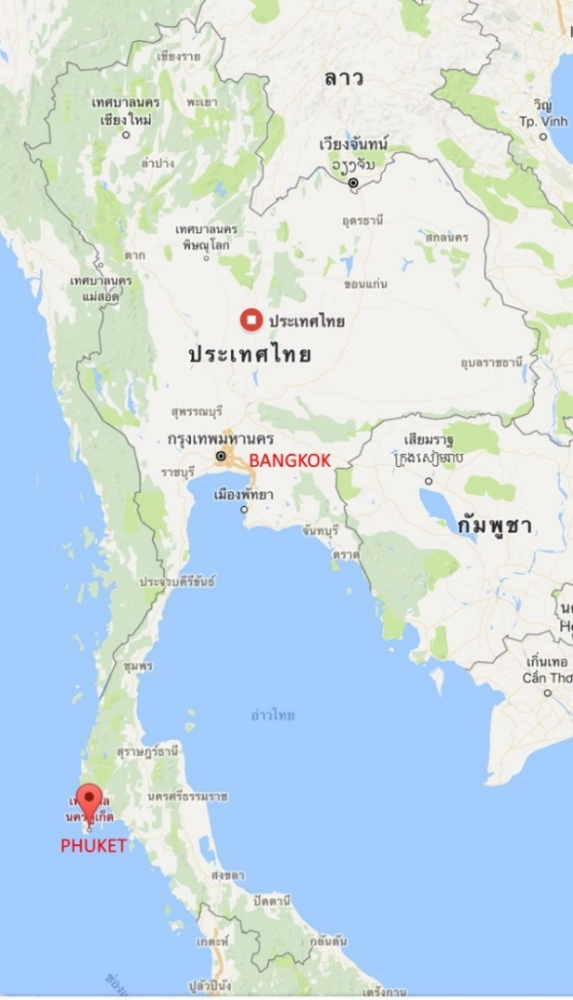 เชียงราย
ลาว
เทศบาลนคร
เชียงใหม่
พะเยา
วิญ
Tp. Vinh
เวียงจันทน์
ວຽງຈັນ
ลำปาง
อุดรธานี
เทศบาลนคร
พิษณุโลก
สกลนคร
ตาก
เทศบาลนคร
แม่สอด
ขอนแก่น
ประเทศไทย
ประเทศไทย
อุบลราชธานี
สุพรรณบุรี
กรุงเทพมหานคร
BANGKOK
เสียมราฐ
ក្រុងសៀមរាប
ราชบุรี
เมืองพัทยา
จันทบุรี
กัมพูชา
ตราด
ประจวบคีรีขันธ์
ชุมพร
เกิ่นเทอ
Cần Thơ
อ่าวไทย
สุราษฎร์ธานี
นครศรีธรรมราช
PHUKET
สงขลา
ปัตตานี
เกดะห์
กลันตัน
ปูเลาปีนัง